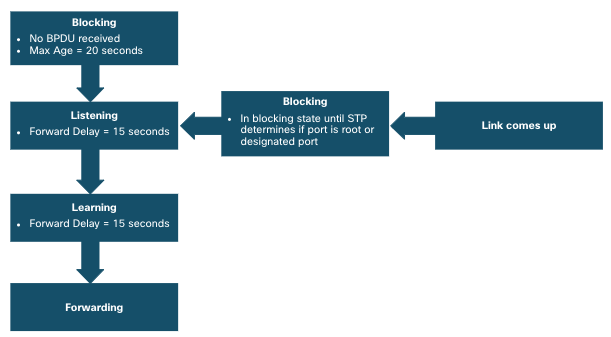 Blocking
• No BPDU received
• Max Age = 20 seconds
Listening
• Forward Delay = 15 seconds
Blocking
• In blocking state until STP
determines if port is root or
designated port
Link comes up
Learning
• Forward Delay = 15 seconds
Forwarding